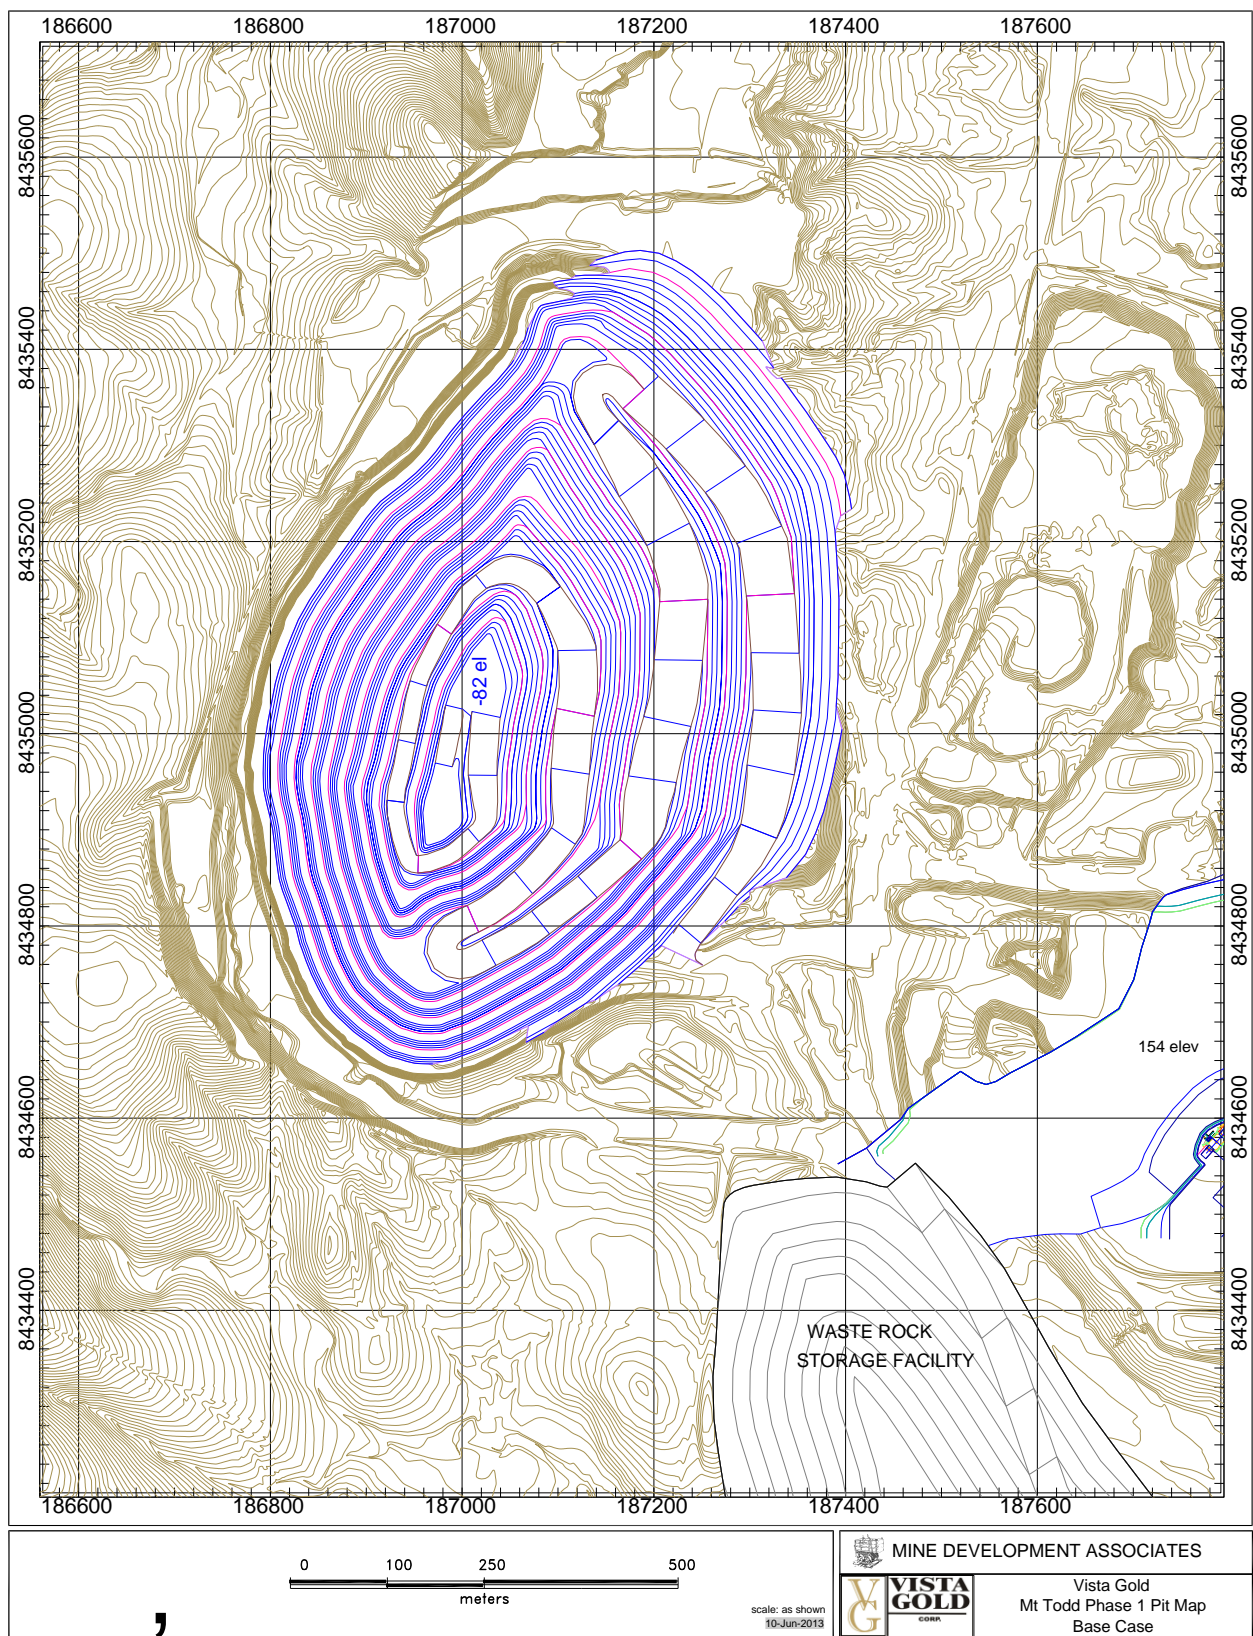 186600 186800 187000 187200 187400 187600
8435600 8435600
8435400 8435400
8435200 8435200
-82 el
8435000 8435000
8434800 8434800
154 elev
8434600 8434600
8434400 8434400
WASTE ROCK
STORAGE FACILITY
186600 186800 187000 187200 187400 187600
0 100 250 500
meters
,
scale: as shown
10-Jun-2013
MINE DEVELOPMENT ASSOCIATES
VG
VISTA
GOLD
CORP.
Vista Gold
Mt Todd Phase 1 Pit Map
Base Case